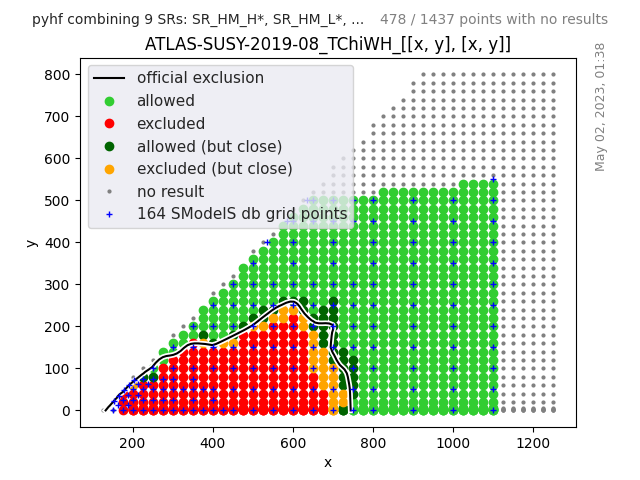 pyhf combining 9 SRs: SR_HM_H*, SR_HM_L*, ... 478 / 1437 points with no results
ATLAS-SUSY-2019-08_TChiWH_[[x, y], [x, y]]
May 02, 2023, 01:38
official exclusion
allowed
excluded
allowed (but close)
excluded (but close)
no result
164 SModelS db grid points
y
800
700
600
500
400
300
200
100
0
200 400 600 800 1000 1200
x